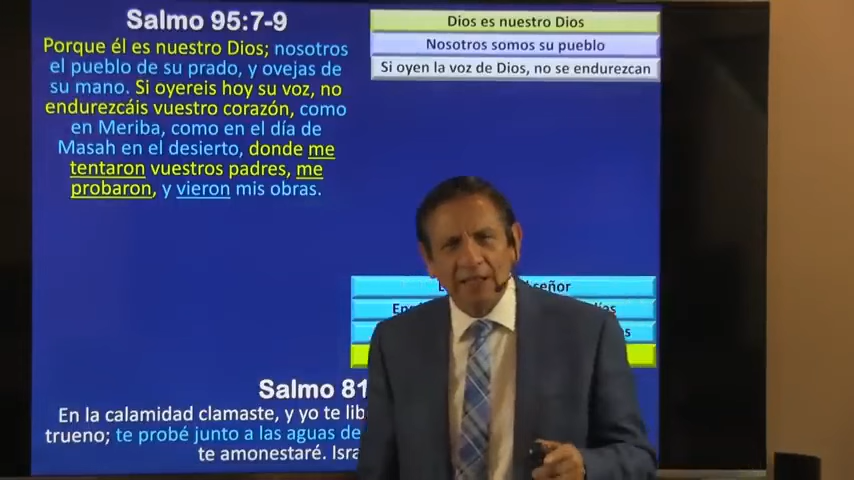 Salmo 95:7-9
Porque él es nuestro Dios; nosotros
el pueblo de su prado, y ovejas de
su mano. Si oyereis hoy su voz, no
endurezcáis vuestro corazón, como
en Meriba, como en el día de
Masah en el desierto, donde me
tentaron vuestros padres, me
probaron, y vieron mis obras.
Dios es nuestro Dios
Nosotros somos su pueblo
Si oyen la voz de Dios, no se endurezcan
señor
Salmo 81
En la calamidad clamaste, y yo te
trueno; te probé junto a las aguas de
te amonestaré.